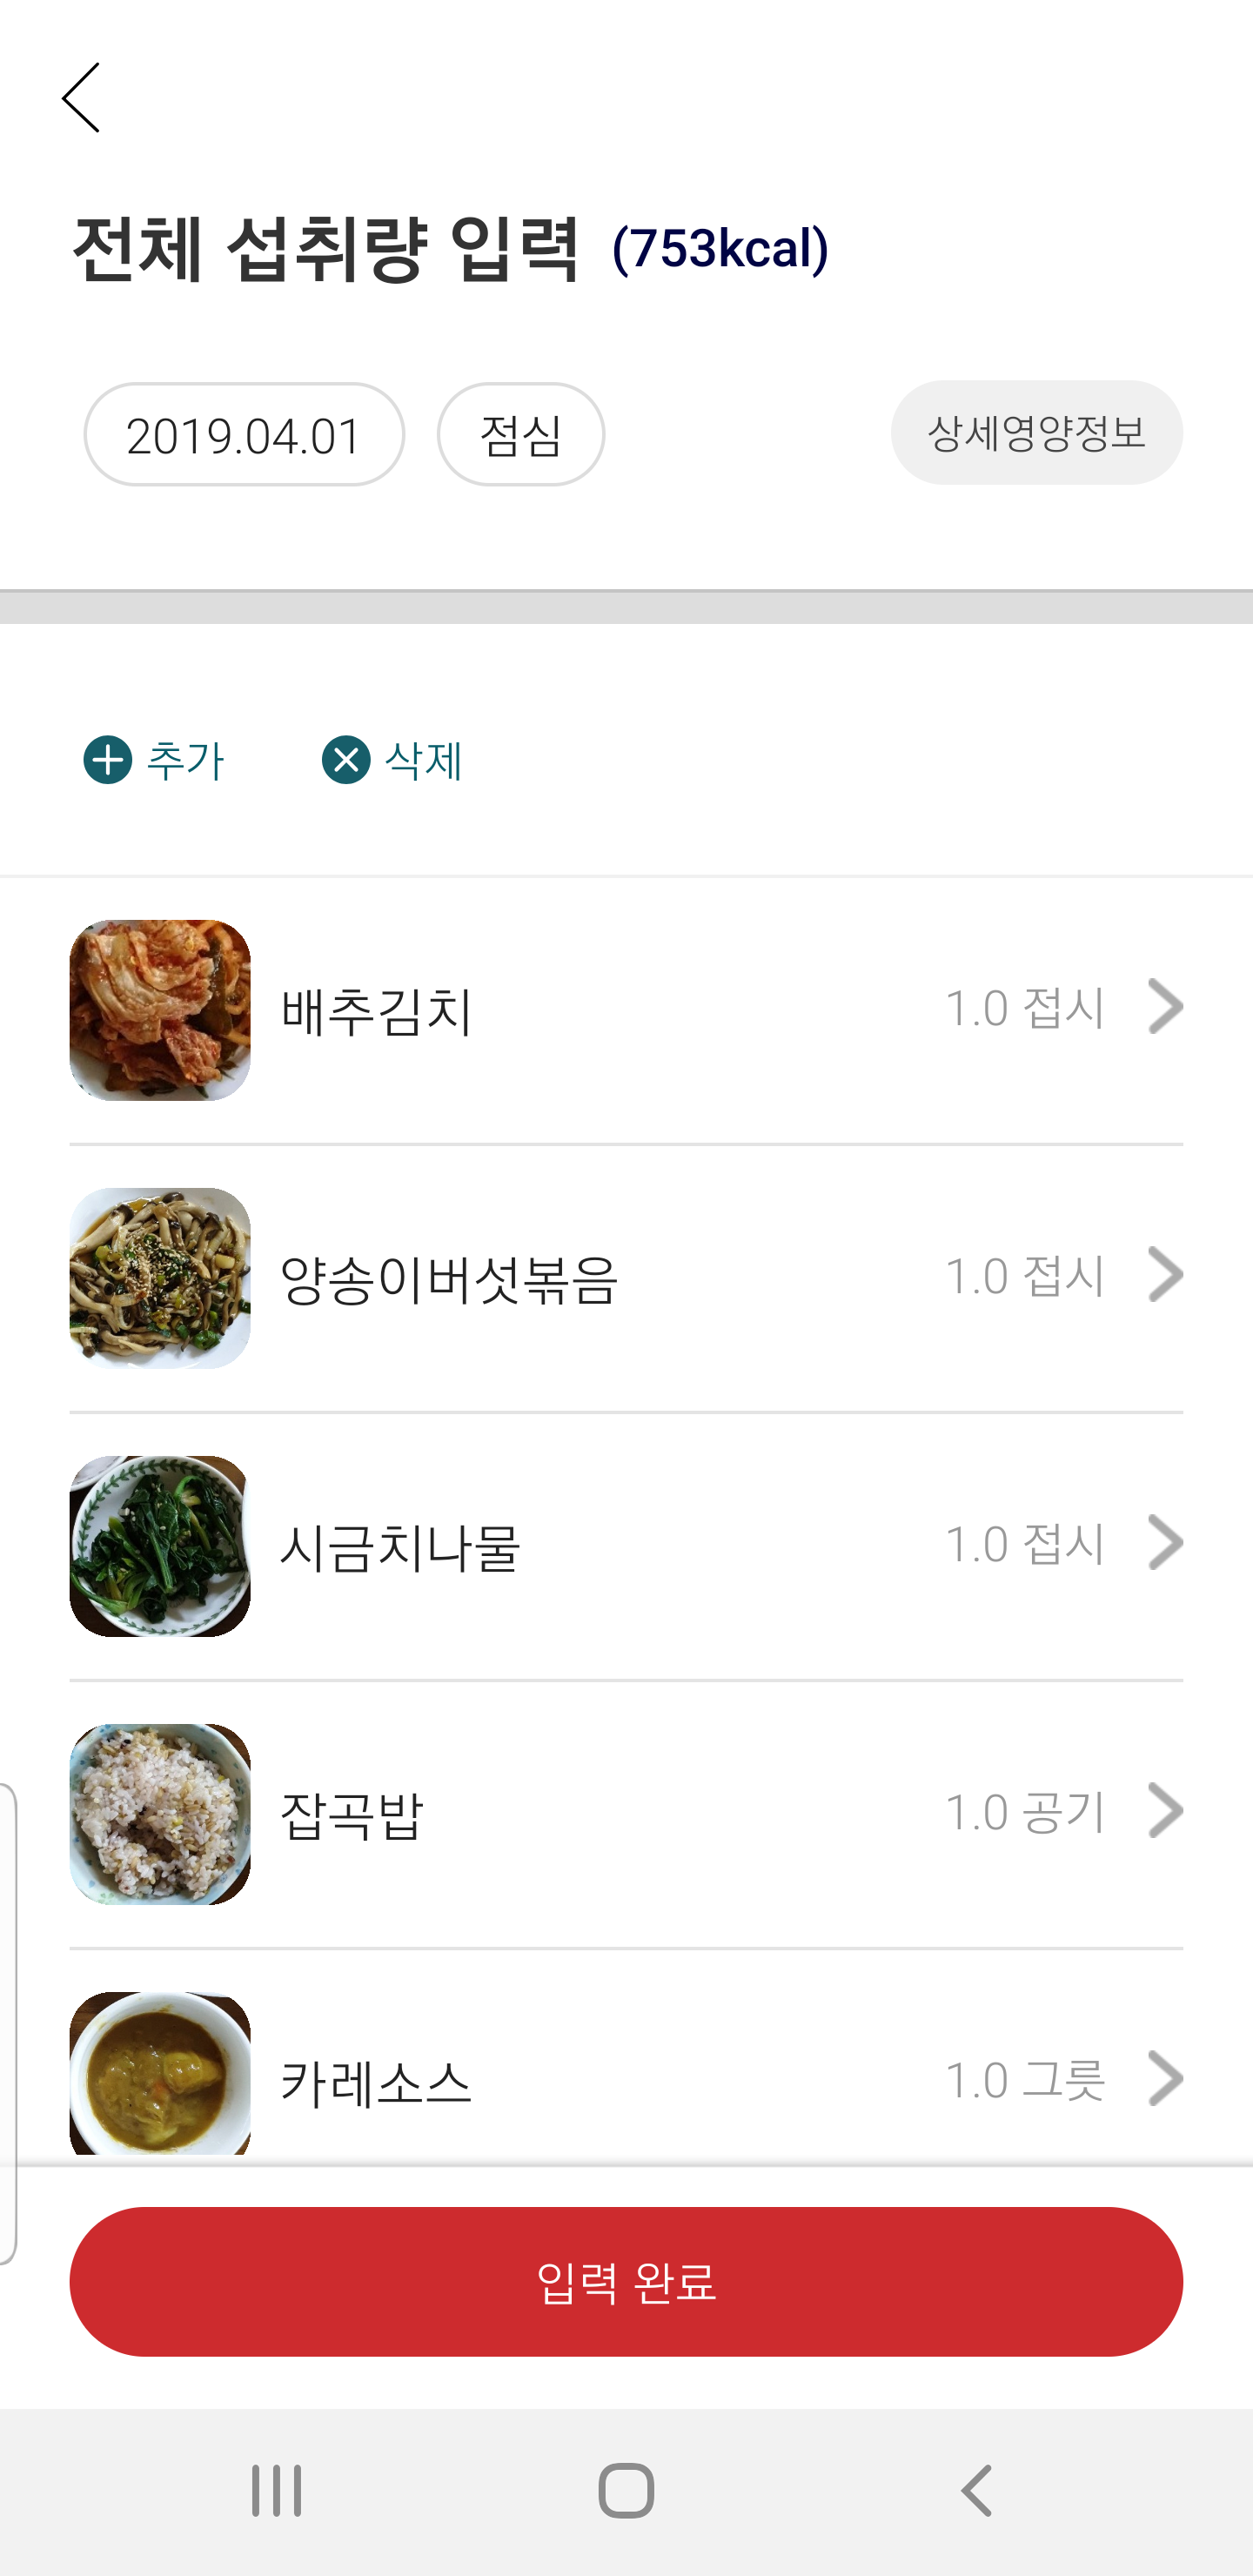 전체 섭취량 입력 (753kcal)
2019.04.01 점심 상세영양정보
추가 삭제
배추김치 1.0 접시
양송이버섯볶음 1.0 접시
시금치나물 1.0 접시
잡곡밥 1.0 공기
카레소스 1.0 그릇
입력 완료